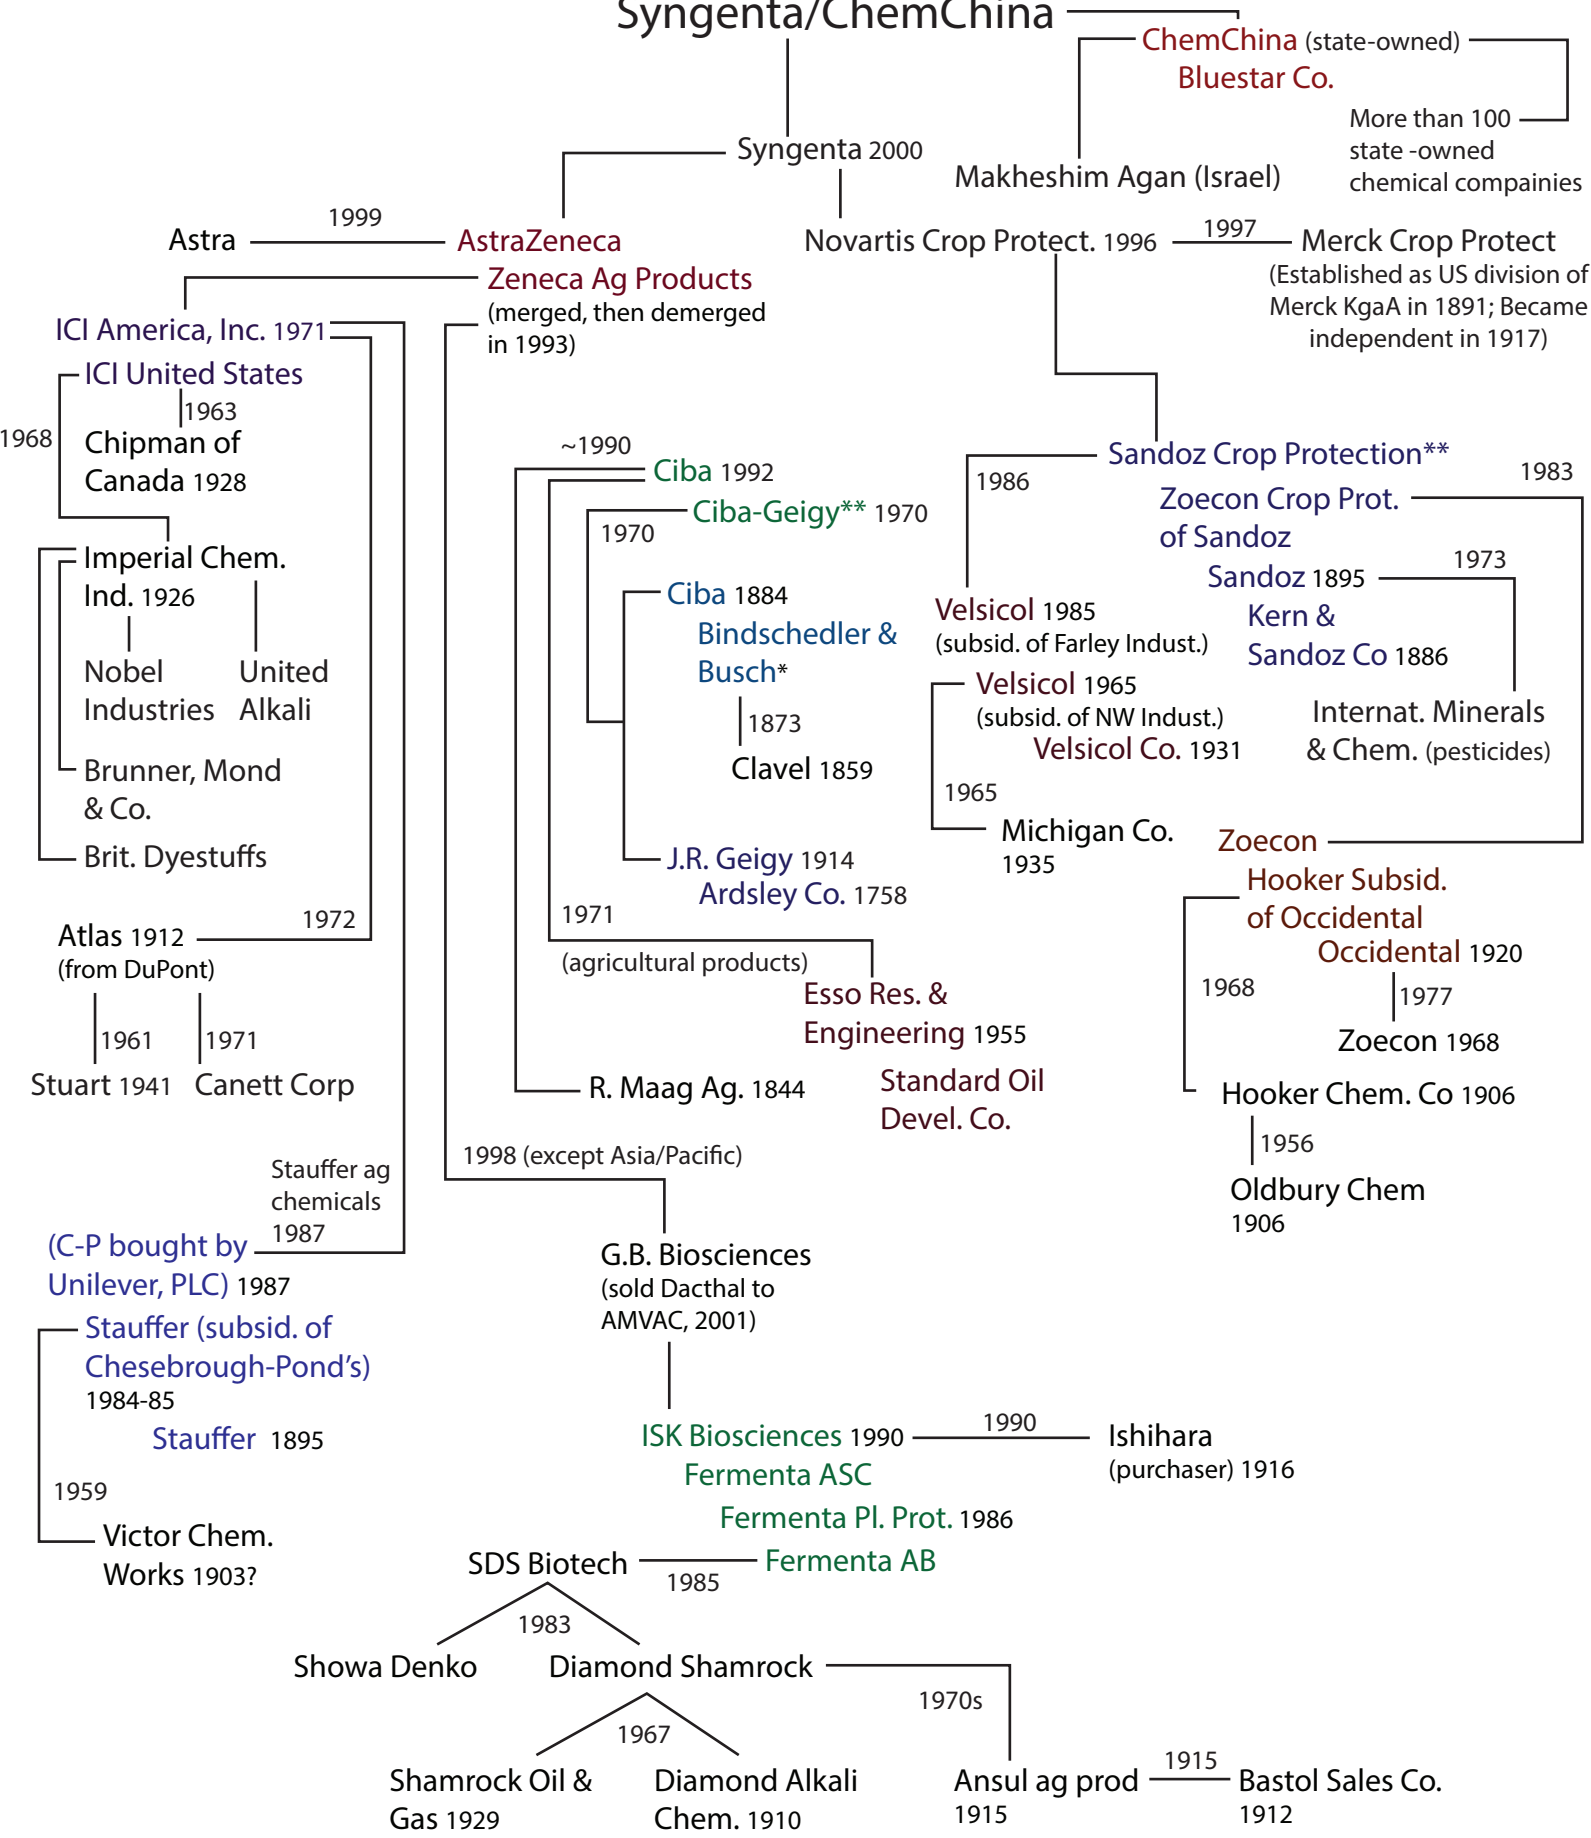 Syngenta/ChemChina
ChemChina (state-owned)
Bluestar Co.
More than 100
state -owned
chemical compainies
Makheshim Agan (Israel)
Syngenta 2000
Astra
1999
AstraZeneca
Zeneca Ag Products
(merged, then demerged
in 1993)
Novartis Crop Protect. 1996
1997
Merck Crop Protect
(Established as US division of
Merck KgaA in 1891; Became
independent in 1917)
ICI America, Inc. 1971
ICI United States
1963
1968
Chipman of
Canada 1928
Imperial Chem.
Ind. 1926
Nobel
Industries
United
Alkali
Brunner, Mond
& Co.
Brit. Dyestuffs
1972
Atlas 1912
(from DuPont)
1961
1971
Stuart 1941
Canett Corp
Stauffer ag
chemicals
1987
(C-P bought by
Unilever, PLC) 1987
Stauffer (subsid. of
Chesebrough-Pond's)
1984-85
Stauffer 1895
1959
Victor Chem.
Works 1903?
~1990
Ciba 1992
Ciba-Geigy** 1970
1970
Ciba 1884
Bindschedler &
Busch*
1873
Clavel 1859
J.R. Geigy 1914
Ardsley Co. 1758
1971
(agricultural products)
Esso Res. &
Engineering 1955
Standard Oil
Devel. Co.
R. Maag Ag. 1844
1998 (except Asia/Pacific)
G.B. Biosciences
(sold Dacthal to
AMVAC, 2001)
ISK Biosciences 1990
1990
Ishihara
(purchaser) 1916
Fermenta ASC
Fermenta Pl. Prot. 1986
Fermenta AB
1985
SDS Biotech
1983
Showa Denko
Diamond Shamrock
1967
Shamrock Oil &
Gas 1929
Diamond Alkali
Chem. 1910
1970s
Ansul ag prod
1915
1915
Bastol Sales Co.
1912
Sandoz Crop Protection**
1986
1983
Zoecon Crop Prot.
of Sandoz
Sandoz 1895
1973
Kern &
Sandoz Co 1886
Internat. Minerals
& Chem. (pesticides)
Velsicol 1985
(subsid. of Farley Indust.)
Velsicol 1965
(subsid. of NW Indust.)
Velsicol Co. 1931
1965
Michigan Co.
1935
Zoecon
Hooker Subsid.
of Occidental
Occidental 1920
1968
1977
Zoecon 1968
Hooker Chem. Co 1906
1956
Oldbury Chem
1906